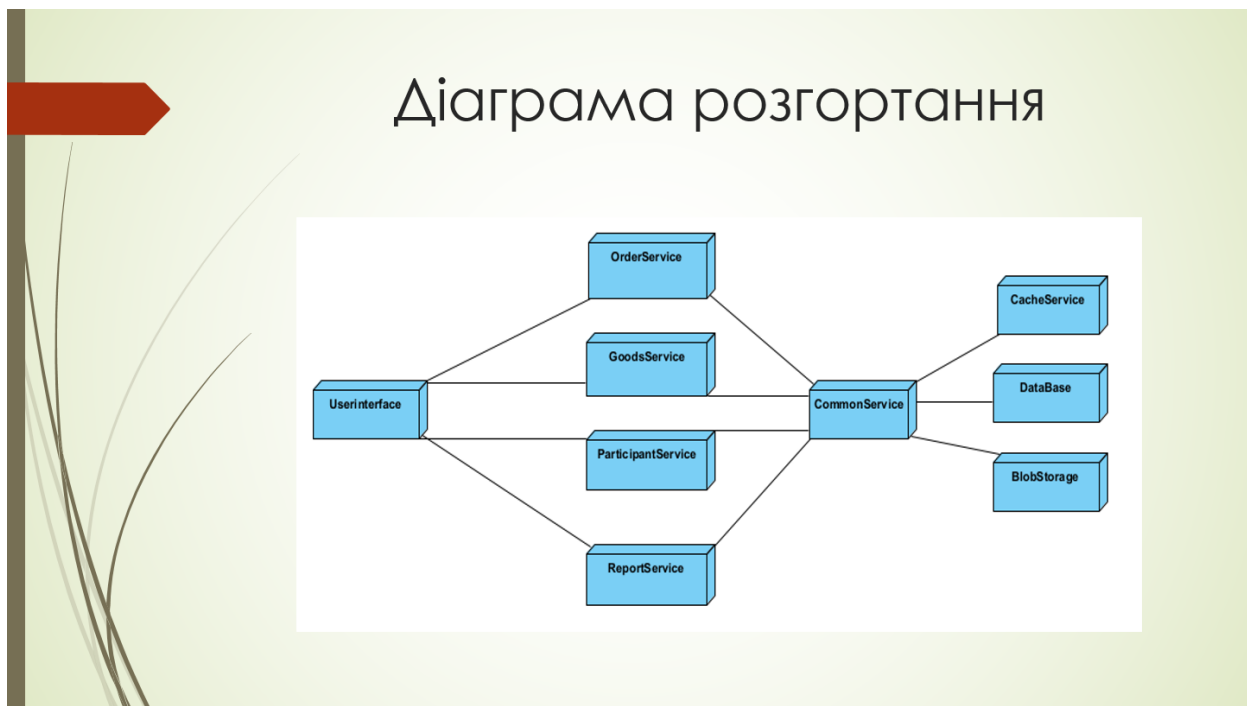 Діаграма розгортання
OrderService
GoodsService
Userinterface
ParticipantService
ReportService
CommonService
CacheService
DataBase
BlobStorage